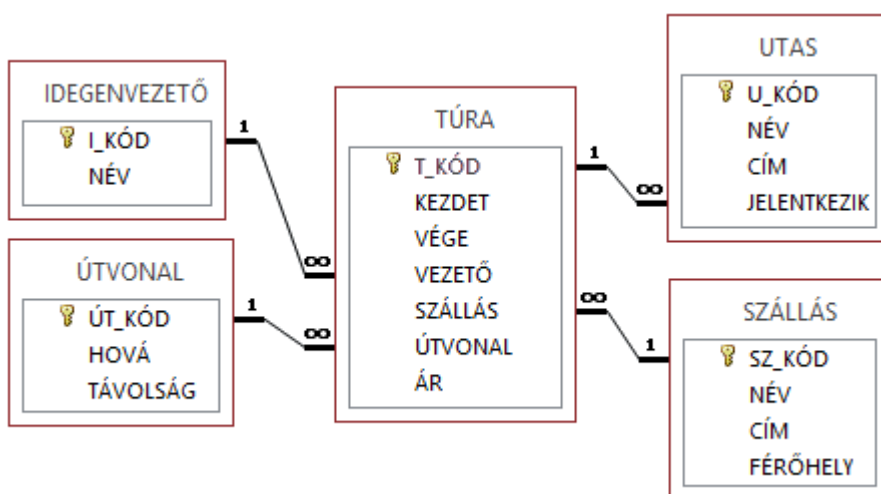 IDEGENVEZETŐ
I_KÓD
NÉV
1
∞
ÚTVONAL
ÚT_KÓD
HOVÁ
TÁVOLSÁG
1
∞
TÚRA
T_KÓD
KEZDET
VÉGE
VEZETŐ
SZÁLLÁS
ÚTVONAL
ÁR
1
∞
UTAS
U_KÓD
NÉV
CÍM
JELENTKEZIK
∞
1
SZÁLLÁS
SZ_KÓD
NÉV
CÍM
FÉRŐHELY